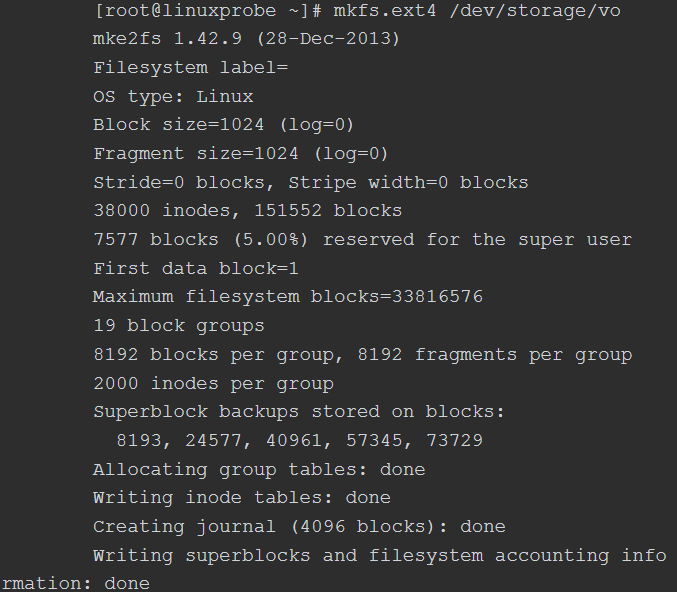 [root@linuxprobe ~]# mkfs.ext4 /dev/storage/vo
mke2fs 1.42.9 (28-Dec-2013)
Filesystem label=
OS type: Linux
Block size=1024 (log=0)
Fragment size=1024 (log=0)
Stride=0 blocks, Stripe width=0 blocks
38000 inodes, 151552 blocks
7577 blocks (5.00%) reserved for the super user
First data block=1
Maximum filesystem blocks=33816576
19 block groups
8192 blocks per group, 8192 fragments per group
2000 inodes per group
Superblock backups stored on blocks:
8193, 24577, 40961, 57345, 73729
Allocating group tables: done
Writing inode tables: done
Creating journal (4096 blocks): done
Writing superblocks and filesystem accounting info
rmation: done